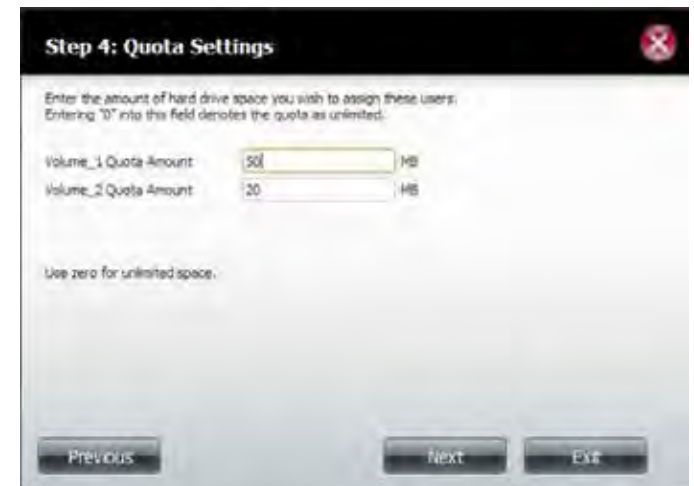 Step 4: Quota Settings
Enter the amount of hard drive space you wish to assign these users.
Entering "0" into this field denotes the quota as unlimited.
Volume_1 Quota Amount 50 MB
Volume_2 Quota Amount 20 MB
Use zero for unlimited space.
Previous Next Exit